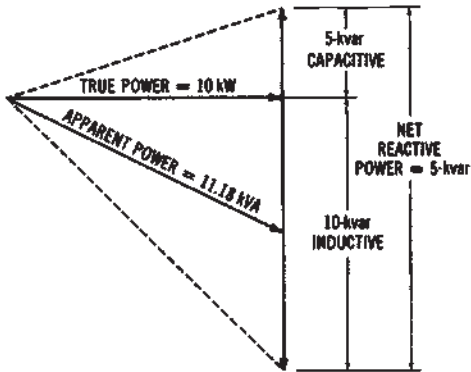 5-kvar
CAPACITIVE
TRUE POWER = 10 kW
APPARENT POWER = 11.18 kVA
NET
REACTIVE
POWER = 5-kvar
10-kvar
INDUCTIVE